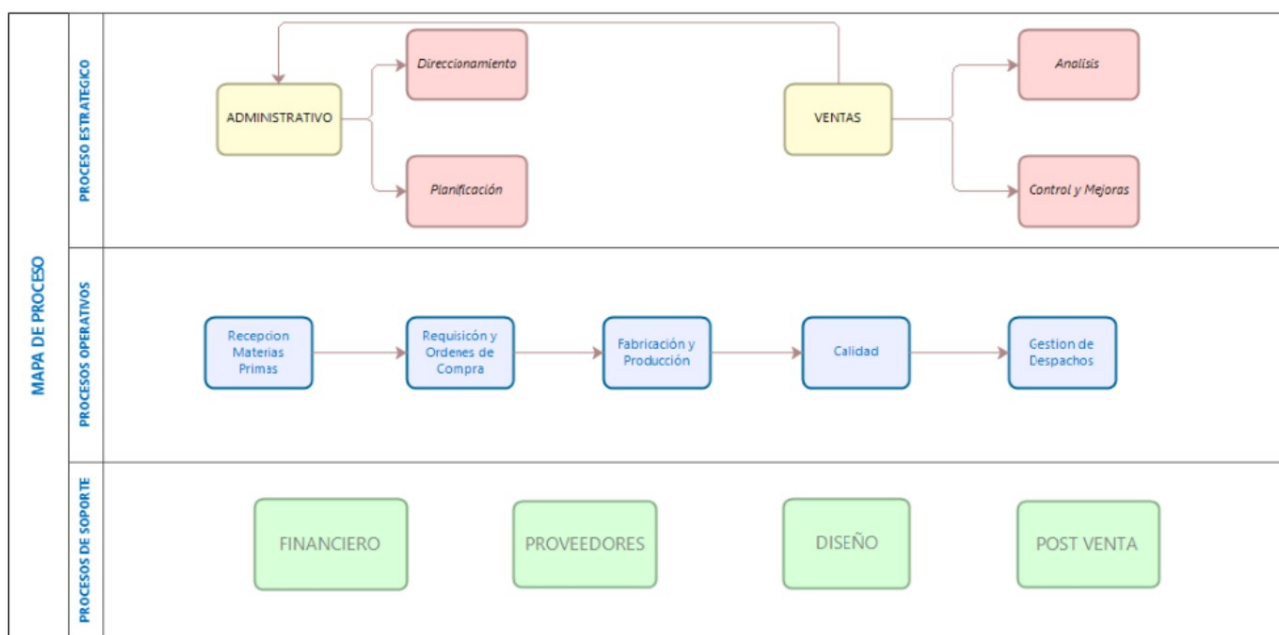 MAPA DE PROCESO
PROCESO ESTRATEGICO
Direccionamiento
Analisis
ADMINISTRATIVO
VENTAS
Planificación
Control y Mejoras
PROCESOS OPERATIVOS
Recepcion
Materias
Primas
Requisicón y
Ordenes de
Compra
Fabricación y
Producción
Calidad
Gestion de
Despachos
PROCESOS DE SOPORTE
FINANCIERO
PROVEEDORES
DISEÑO
POST VENTA